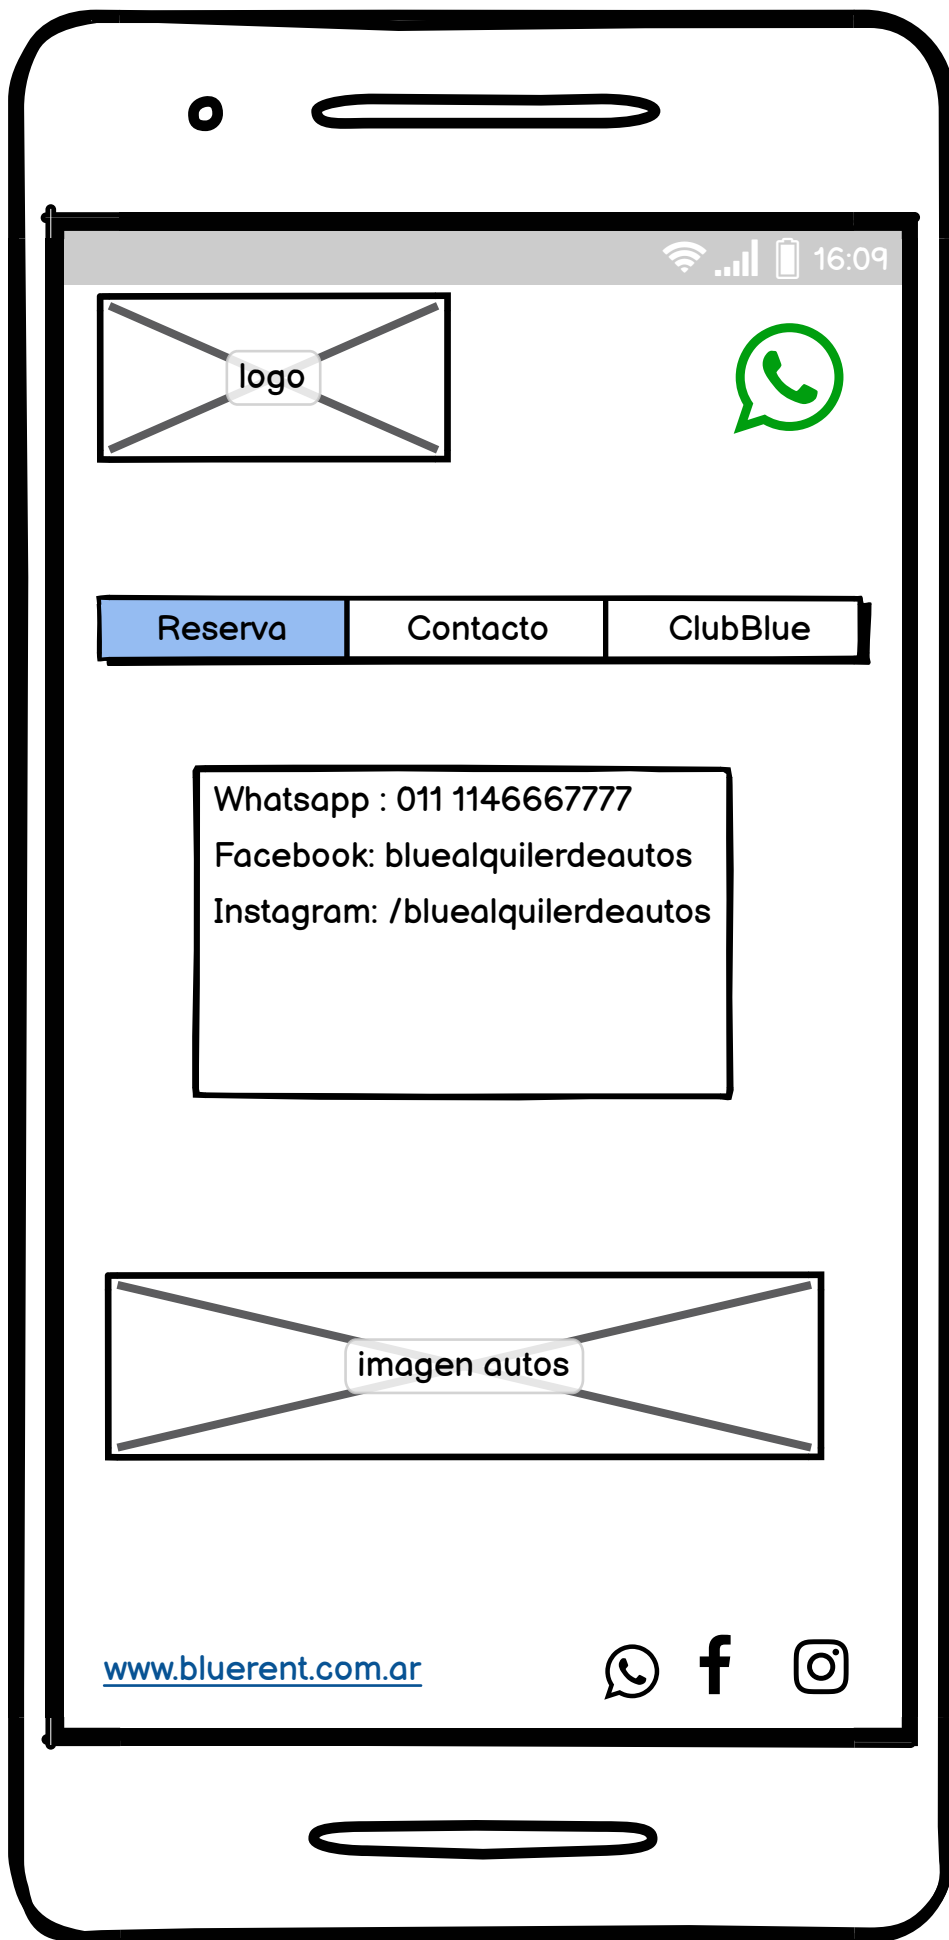 16:09
logo
Reserva Contacto ClubBlue
Whatsapp : 011 1146667777
Facebook: bluealquilerdeautos
Instagram: /bluealquilerdeautos
imagen autos
www.bluerent.com.ar